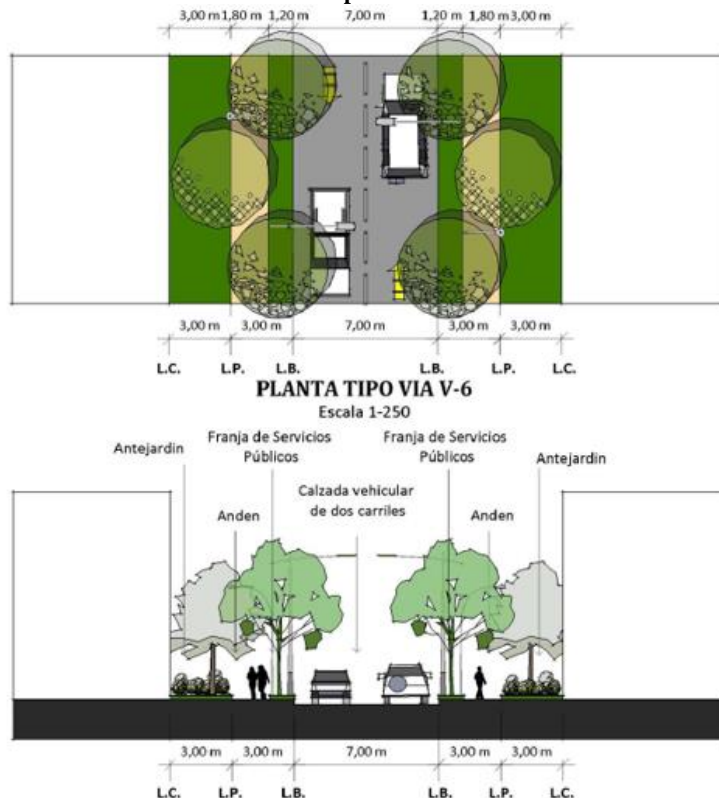 3,00 m 1,80 m 1,20 m 7,00 m 1,20 m 1,80 m 3,00 m
3,00 m 3,00 m 7,00 m 3,00 m 3,00 m
L.C. L.P. L.B. L.B. L.P. L.C.
PLANTA TIPO VIA V-6
Escala 1-250
Antejardin
Franja de Servicios
Públicos
Franja de Servicios
Públicos
Antejardin
Anden
Calzada vehicular
de dos carriles
Anden
3,00 m 3,00 m 7,00 m 3,00 m 3,00 m
L.C. L.P. L.B. L.B. L.P. L.C.